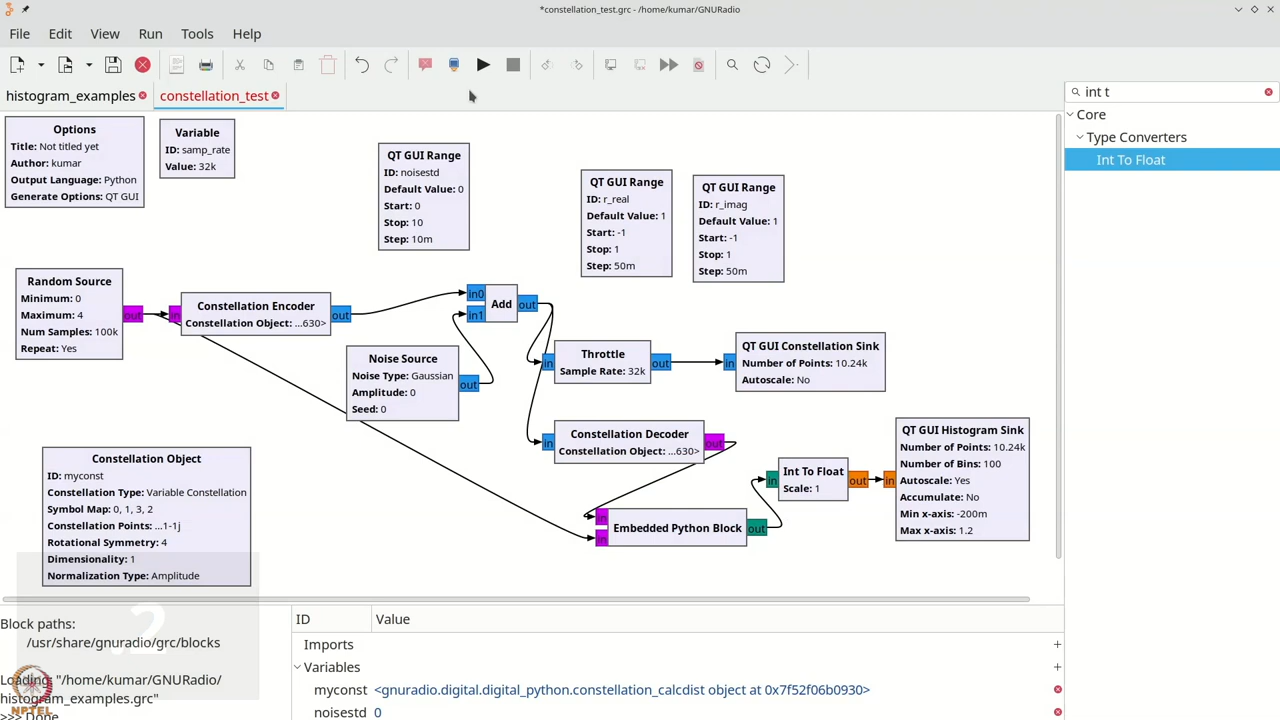 *constellation_test.grc - /home/kumar/GNURadio
File Edit View Run Tools Help
histogram_examples
constellation_test
int t
Core
Type Converters
Int To Float
Options
Title: Not titled yet
Author: kumar
Output Language: Python
Generate Options: QT GUI
Variable
ID: samp_rate
Value: 32k
QT GUI Range
ID: noisestd
Default Value: 0
Start: 0
Stop: 10
Step: 10m
QT GUI Range
ID: r_real
Default Value: 1
Start: -1
Stop: 1
Step: 50m
QT GUI Range
ID: r_imag
Default Value: 1
Start: -1
Stop: 1
Step: 50m
Random Source
Minimum: 0
Maximum: 4
Num Samples: 100k
Repeat: Yes
out
in
Constellation Encoder
Constellation Object: ...630>
out
in0
in1
Add
out
Noise Source
Noise Type: Gaussian
Amplitude: 0
Seed: 0
out
in
Throttle
Sample Rate: 32k
out
in
QT GUI Constellation Sink
Number of Points: 10.24k
Autoscale: No
in
Constellation Decoder
Constellation Object: ...630>
out
in
in
Embedded Python Block
out
in
Int To Float
Scale: 1
out
in
QT GUI Histogram Sink
Number of Points: 10.24k
Number of Bins: 100
Autoscale: Yes
Accumulate: No
Min x-axis: -200m
Max x-axis: 1.2
Constellation Object
ID: myconst
Constellation Type: Variable Constellation
Symbol Map: 0, 1, 3, 2
Constellation Points: ...1-1j
Rotational Symmetry: 4
Dimensionality: 1
Normalization Type: Amplitude
.2
Block paths:
/usr/share/gnuradio/grc/blocks
Loading: "/home/kumar/GNURadio/
histogram_examples.grc"
>>> Done
NPTEL
ID Value
Imports
Variables
myconst <gnuradio.digital.digital_python.constellation_calcdist object at 0x7f52f06b0930>
noisestd 0